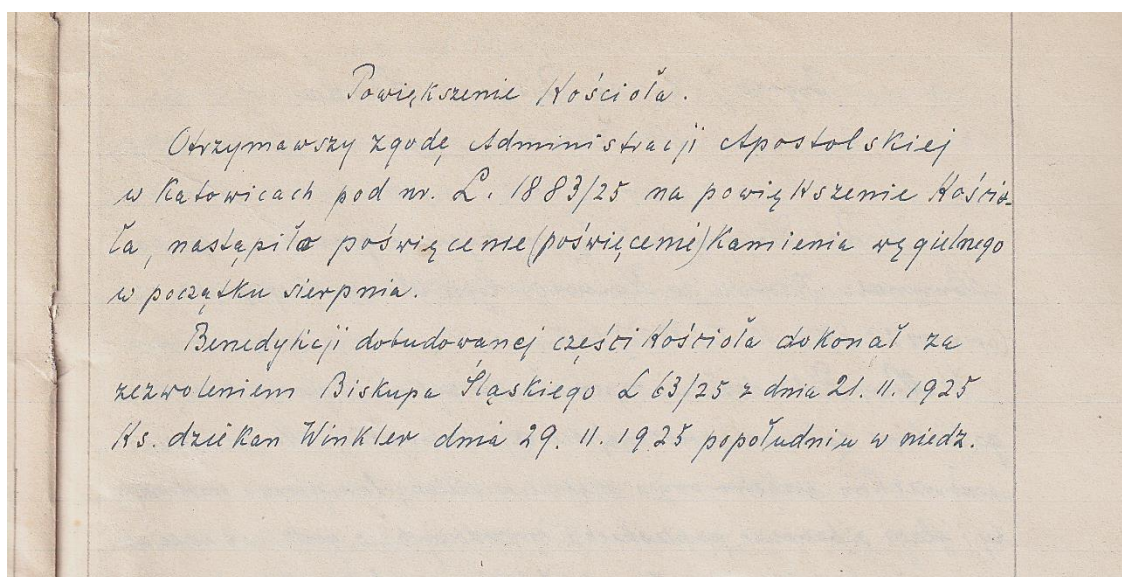 Powiększenie Kościoła.
Otrzymawszy zgodę Administracji Apostolskiej
w Katowicach pod nr. L. 1883/25 na powiększenie Kościo-
ła, nastąpiło poświęcenie (poświęcenie) Kamienia węgielnego
w początku sierpnia.
Benedykcji dobudowanej części Kościoła dokonał za
zezwoleniem Biskupa Śląskiego L 63/25 z dnia 21. 11. 1925
Ks. dziekan Winkler dnia 29. 11. 1925 popołudniu w niedz.